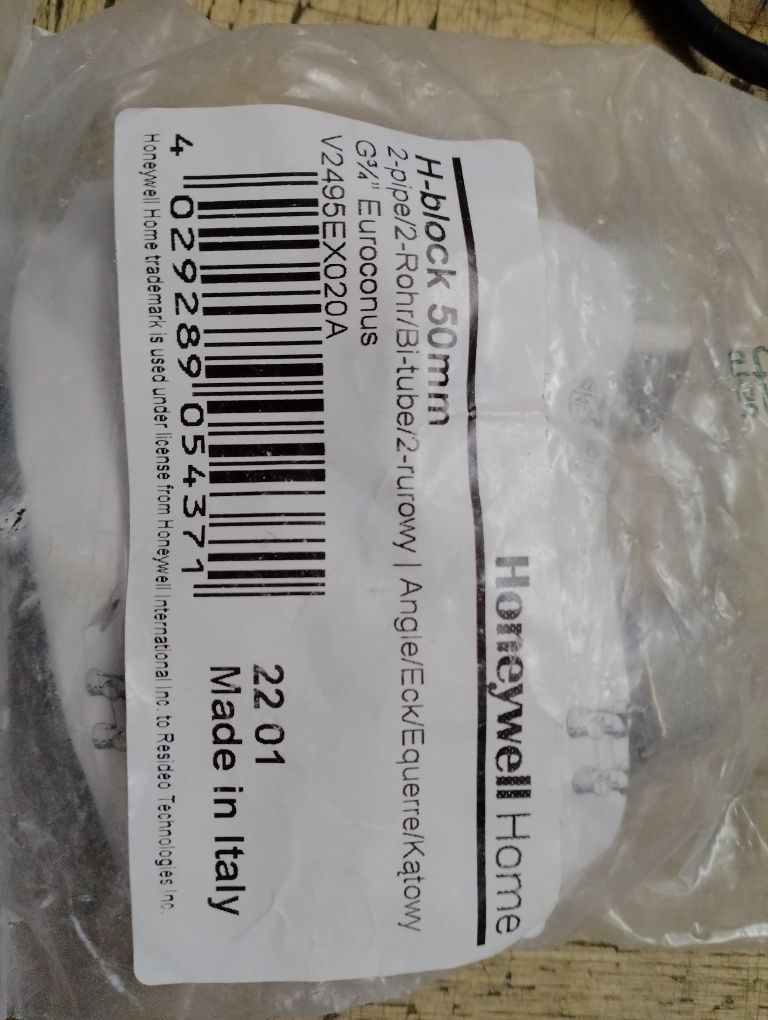 Honeywell Home
H-block 50mm
2-pipe/2-Rohr/Bi-tube/2-rurowy | Angle/Eck/Equerre/Kątowy
G¾" Euroconus
V2495EX020A
4 029289 054371
22 01
Made in Italy
Honeywell Home trademark is used under license from Honeywell International Inc. to Resideo Technologies Inc.